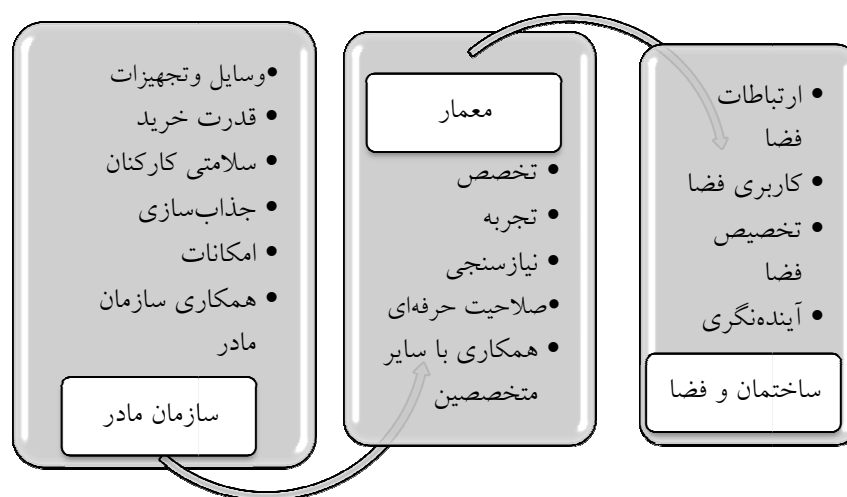 • ارتباطات
فضا
• کاربری فضا
• تخصیص
فضا
• آینده‌نگری
ساختمان و فضا
معمار
• تخصص
• تجربه
• نیازسنجی
•صلاحیت حرفه‌ای
• همکاری با سایر
متخصصین
•وسایل وتجهیزات
• قدرت خرید
• سلامتی کارکنان
• جذاب‌سازی
• امکانات
• همکاری سازمان
مادر
سازمان مادر